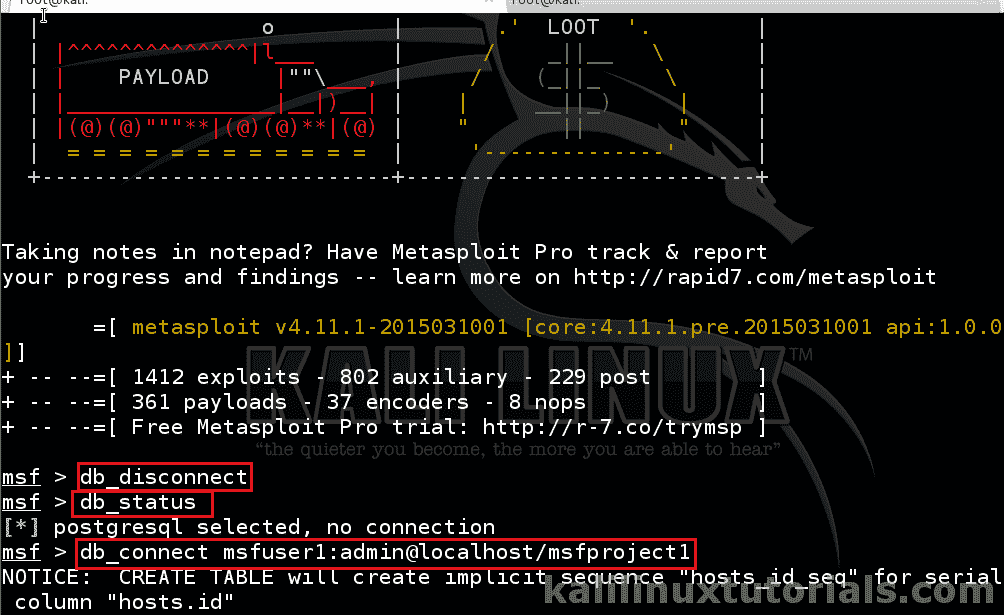 root@kali: root@kali:
o LOOT
PAYLOAD
Taking notes in notepad? Have Metasploit Pro track & report
your progress and findings -- learn more on http://rapid7.com/metasploit
=[ metasploit v4.11.1-2015031001 [core:4.11.1.pre.2015031001 api:1.0.0
]]
+ -- --=[ 1412 exploits - 802 auxiliary - 229 post ]
+ -- --=[ 361 payloads - 37 encoders - 8 nops ]
+ -- --=[ Free Metasploit Pro trial: http://r-7.co/trymsp ]
KALI LINUX ™
“the quieter you become, the more you are able to hear”
msf > db_disconnect
msf > db_status
[*] postgresql selected, no connection
msf > db_connect msfuser1:admin@localhost/msfproject1
NOTICE:  CREATE TABLE will create implicit sequence "hosts_id_seq" for serial
column "hosts.id"
kalilinuxtutorials.com